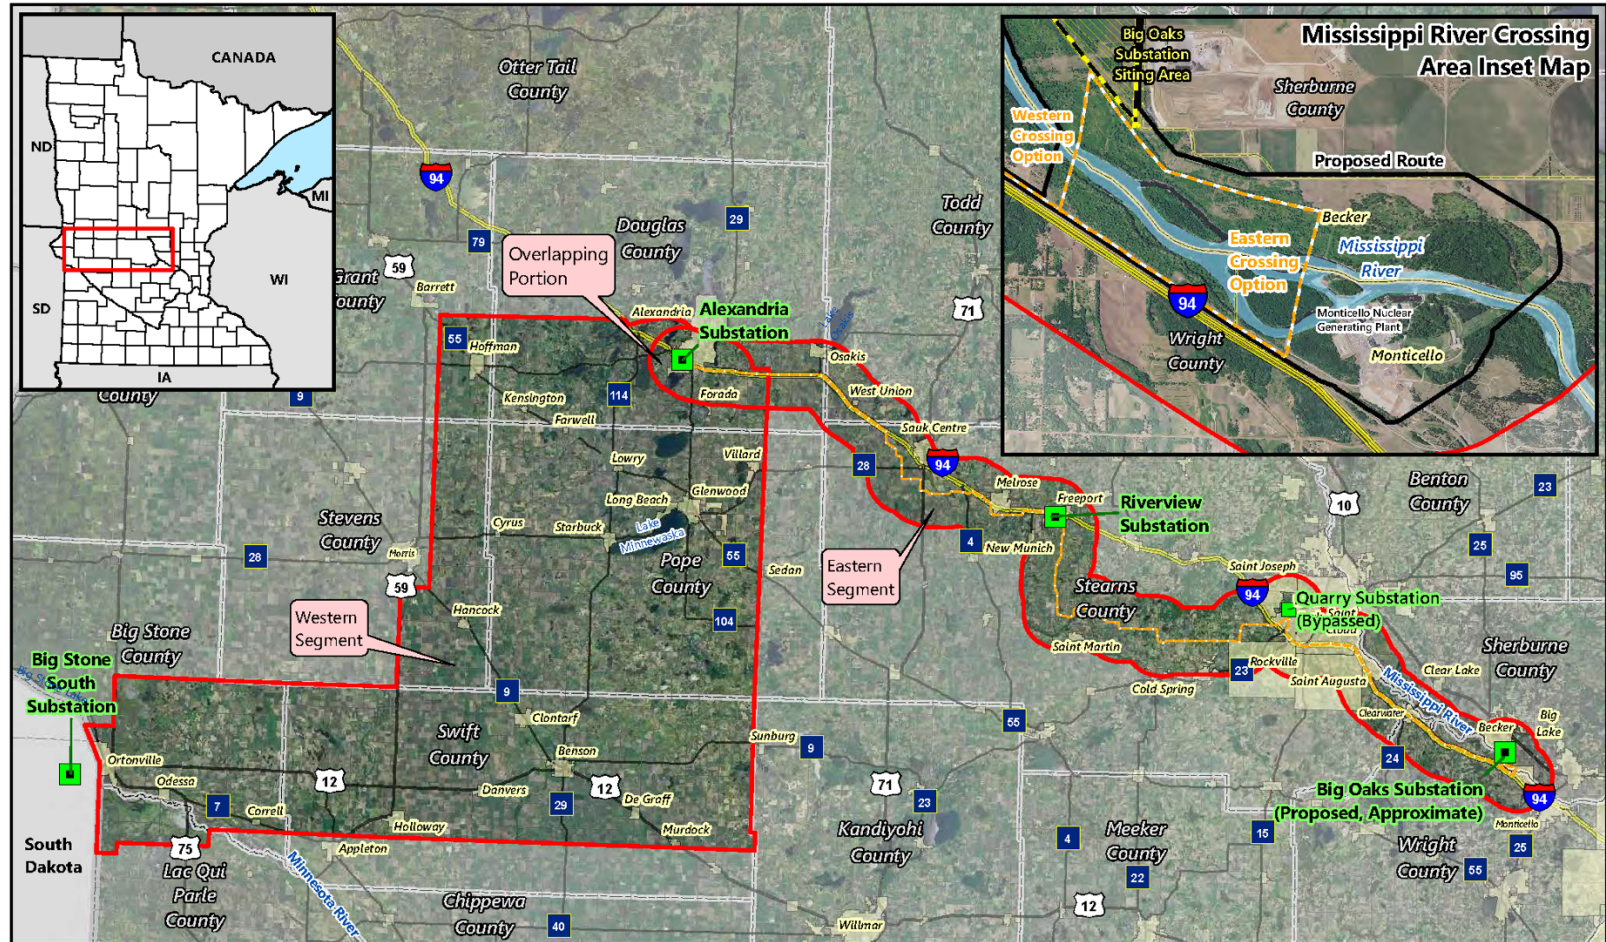 CANADA
ND
MI
WI
SD
IA
County
Otter Tail
County
94
29
Todd
County
Douglas
County
79
59
Grant
County
Barrett
Overlapping
Portion
Alexandria
Alexandria
Substation
71
55
Hoffman
Lake
Osakis
Osakis
9
Kensington
114
Forada
West Union
Farwell
Sauk Centre
Lowry
Villard
28
94
Long Beach
Glenwood
Melrose
Freeport
Riverview
Substation
Stevens
County
Cyrus
Starbuck
Lake
Minnewaska
28
Morris
Pope
County
55
Sedan
4
New Munich
Eastern
Segment
59
Hancock
Western
Segment
104
Stearns
County
Saint Joseph
94
Quarry Substation
(Bypassed)
Saint
Cloud
Benton
County
23
10
25
95
Big Stone
County
Big Stone
South
Substation
Big Stone Lake
Saint Martin
Rockville
23
Saint Augusta
Cold Spring
Clear Lake
Sherburne
County
9
Clontarf
Swift
County
Sunburg
9
55
Clearwater
Mississippi River
Becker
Big
Lake
Ortonville
Odessa
12
Benson
Danvers
29
12
De Graff
71
24
94
7
Correll
Holloway
Murdock
23
Big Oaks Substation
(Proposed, Approximate)
Monticello
South
Dakota
75
Appleton
Lac Qui
Parle
County
Minnesota River
Kandiyohi
County
4
Meeker
County
15
Wright
County
25
55
22
Chippewa
County
40
Willmar
12
Mississippi River Crossing
Area Inset Map
Big Oaks
Substation
Siting Area
Sherburne
County
Western
Crossing
Option
Proposed Route
Becker
Mississippi
River
Eastern
Crossing
Option
94
Monticello Nuclear
Generating Plant
Wright
County
Monticello